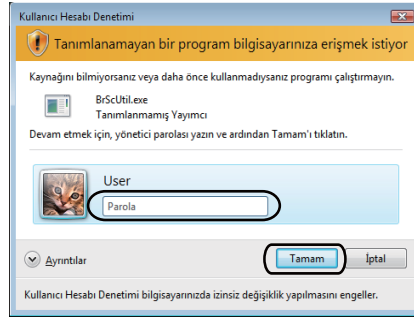 Kullanıcı Hesabı Denetimi
Tanımlanamayan bir program bilgisayarınıza erişmek istiyor
Kaynağını bilmiyorsanız veya daha önce kullanmadıysanız programı çalıştırmayın.
BrScUtil.exe
Tanımlanmamış Yayımcı
Devam etmek için, yönetici parolası yazın ve ardından Tamam'ı tıklatın.
User
Parola
Ayrıntılar
Tamam
İptal
Kullanıcı Hesabı Denetimi bilgisayarınızda izinsiz değişiklik yapılmasını engeller.